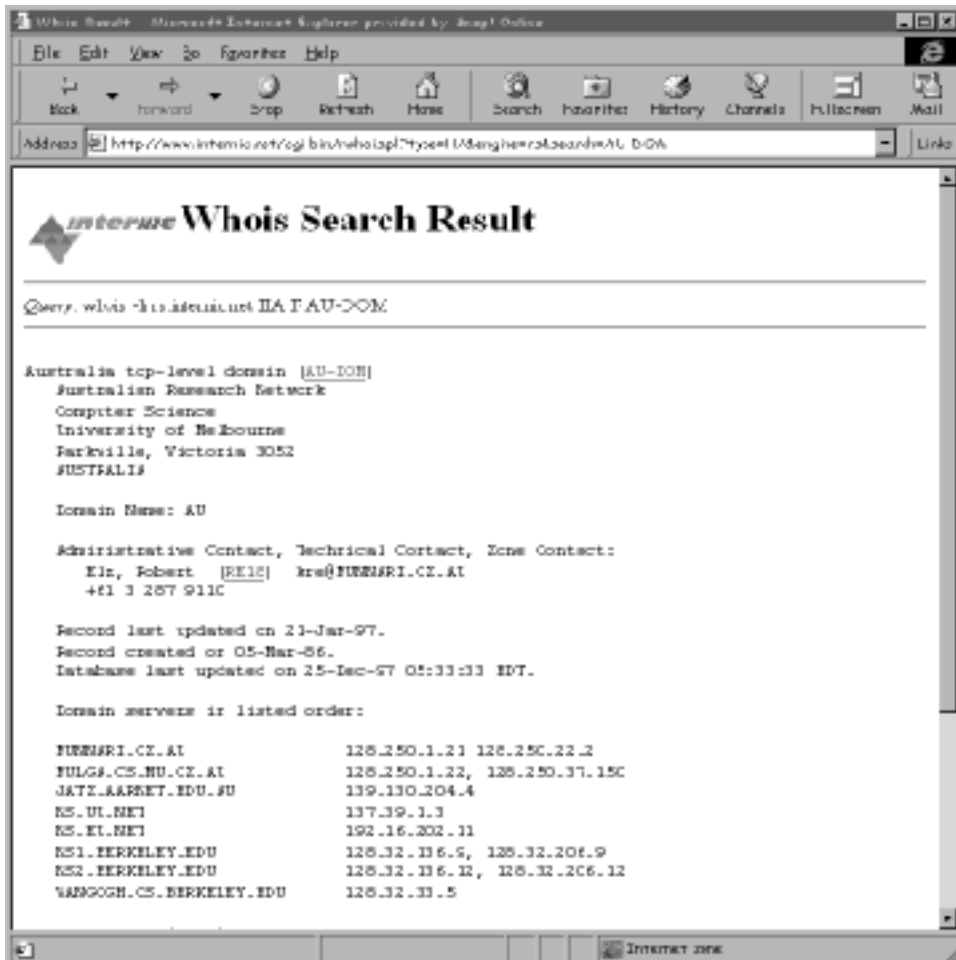 Whois Result - Microsoft Internet Explorer provided by Snap! Online
File Edit View Go Favorites Help
Back Forward Stop Refresh Home Search Favorites History Channels Fullscreen Mail
Address Links
internic Whois Search Result
Query: whois
Australia top-level domain (AU-DOM)
Australian Research Network
Computer Science
University of Melbourne
Parkville, Victoria 3052
AUSTRALIA
Domain Name: AU
Administrative Contact, Technical Contact, Zone Contact:
Elz, Robert (RE18) kre@MUNNARI.OZ.AU
+61 3 287 9110
Record last updated on
Record created on 05-Mar-86.
Database last updated on 25-Dec-97 EDT.
Domain servers in listed order:
MUNNARI.OZ.AU 128.250.1.21 128.250.22.2
MULGA.CS.MU.OZ.AU 128.250.1.22, 128.250.37.150
JATZ.AARNET.EDU.AU 139.130.204.4
NS.UU.NET 137.39.1.3
NS.EU.NET 192.16.202.11
NS1.BERKELEY.EDU 128.32.136.9, 128.32.206.9
NS2.BERKELEY.EDU 128.32.136.12, 128.32.206.12
VANGOGH.CS.BERKELEY.EDU 128.32.33.5
Internet zone